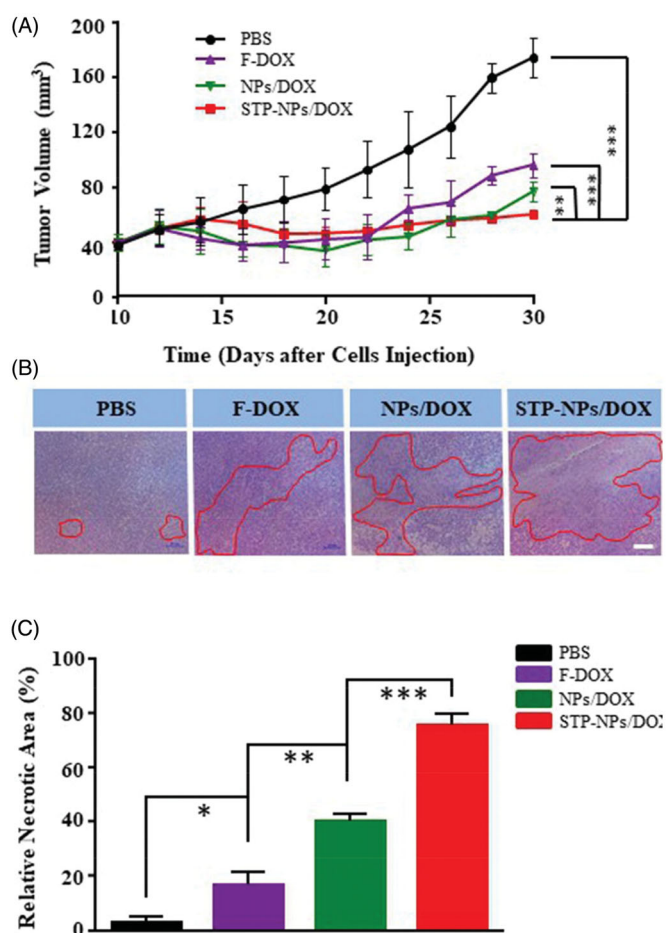 (A)
200
160
120
80
40
0
Tumor Volume (mm³)
PBS
F-DOX
NPs/DOX
STP-NPs/DOX
***
***
**
10
15
20
25
30
Time (Days after Cells Injection)
(B)
PBS
F-DOX
NPs/DOX
STP-NPs/DOX
(C)
100
80
60
40
20
0
Relative Necrotic Area (%)
*
**
***
PBS
F-DOX
NPs/DOX
STP-NPs/DOX